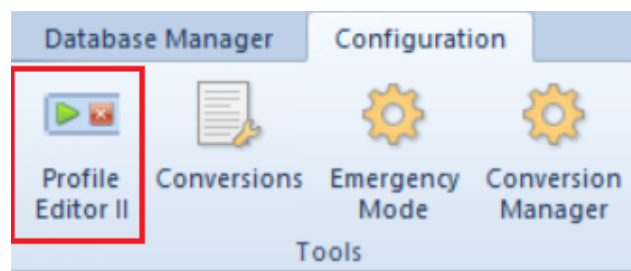 Database Manager Configuration
Profile Editor II
Conversions
Emergency Mode
Conversion Manager
Tools